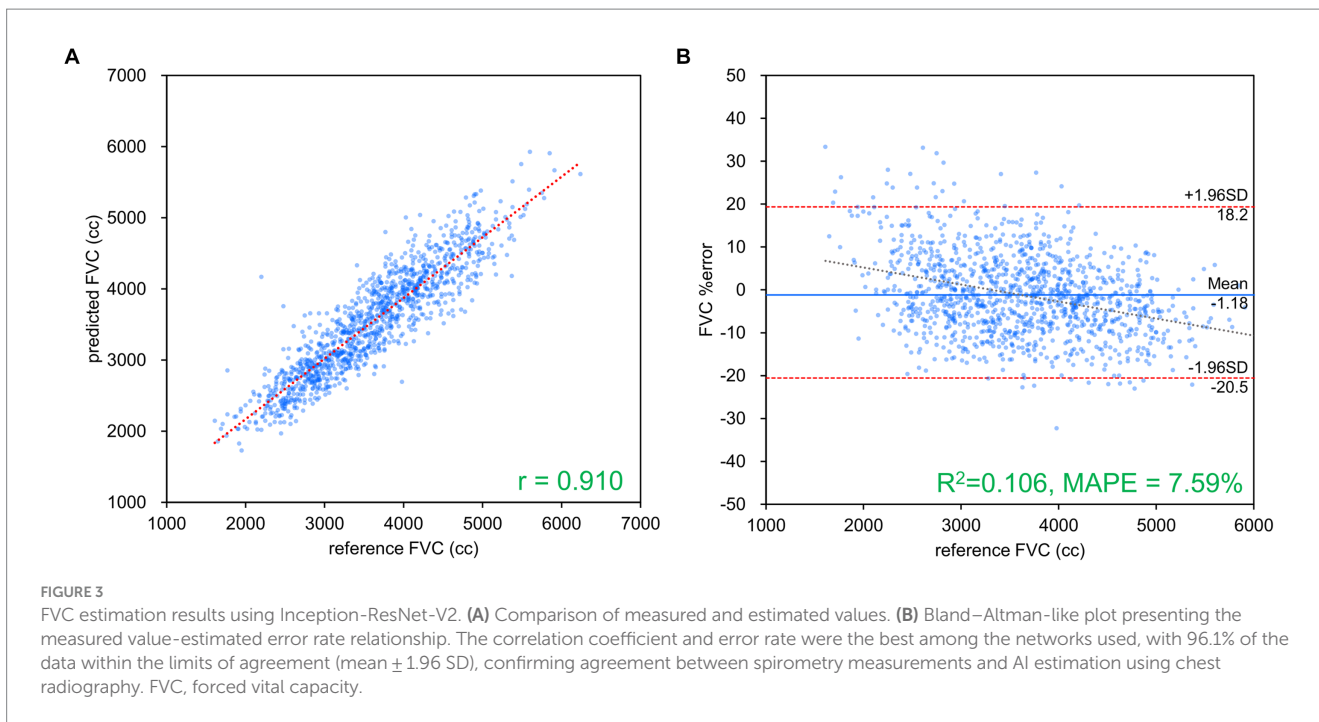 A
7000
6000
5000
4000
3000
2000
1000
predicted FVC (cc)
r = 0.910
1000 2000 3000 4000 5000 6000 7000
reference FVC (cc)
B
50
40
30
20
10
0
-10
-20
-30
-40
-50
FVC %error
+1.96SD
18.2
Mean
-1.18
-1.96SD
-20.5
R²=0.106, MAPE = 7.59%
1000 2000 3000 4000 5000 6000
reference FVC (cc)
FIGURE 3
FVC estimation results using Inception-ResNet-V2. (A) Comparison of measured and estimated values. (B) Bland–Altman-like plot presenting the
measured value-estimated error rate relationship. The correlation coefficient and error rate were the best among the networks used, with 96.1% of the
data within the limits of agreement (mean ± 1.96 SD), confirming agreement between spirometry measurements and AI estimation using chest
radiography. FVC, forced vital capacity.